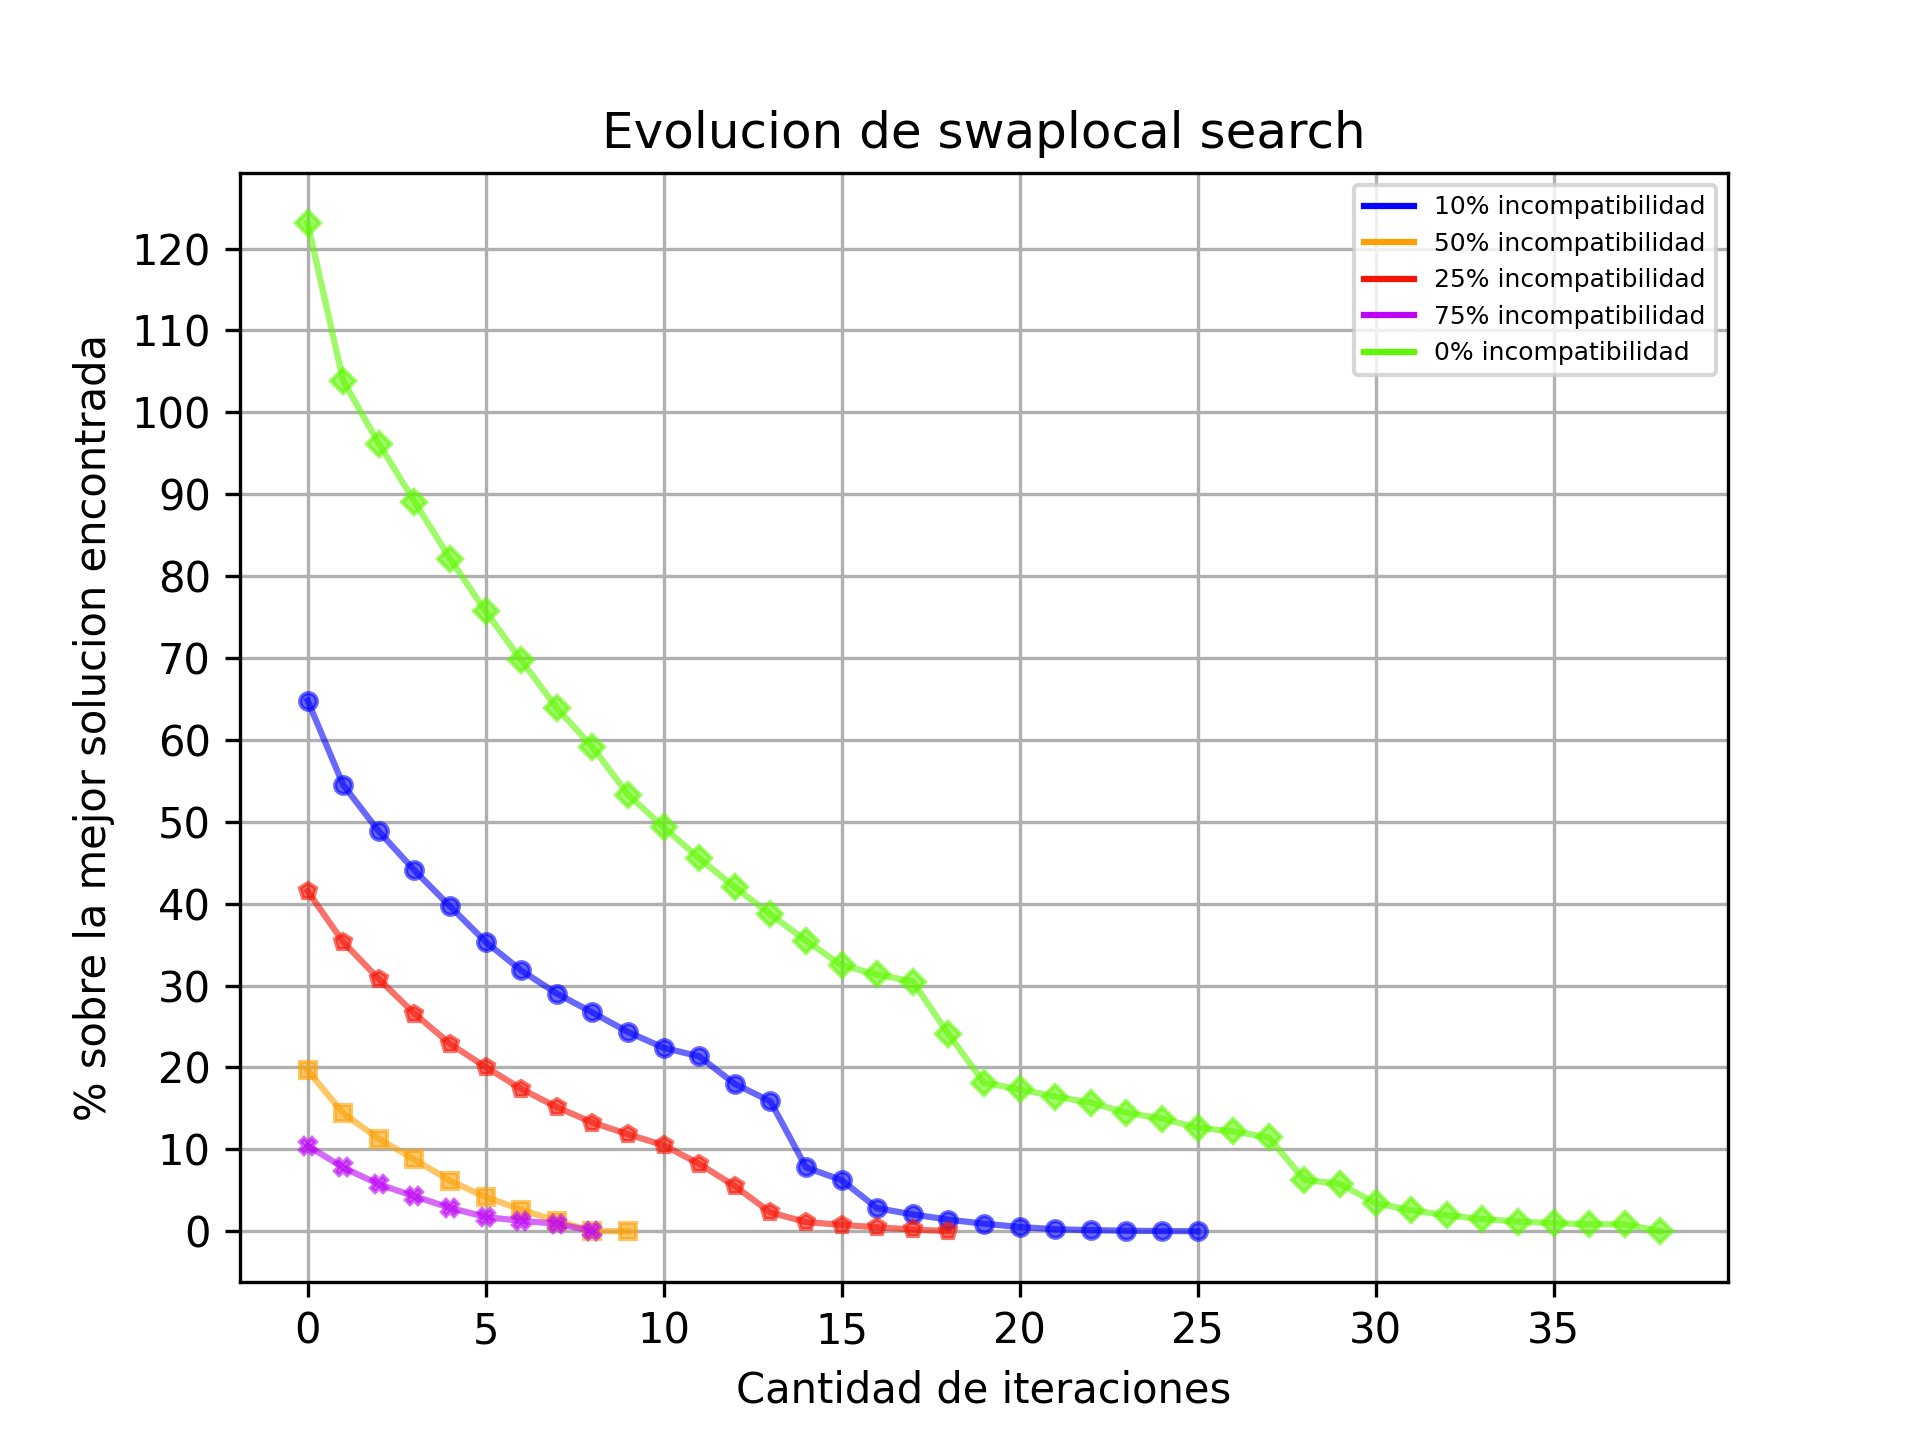 Evolucion de swaplocal search
10% incompatibilidad
50% incompatibilidad
25% incompatibilidad
75% incompatibilidad
0% incompatibilidad
% sobre la mejor solucion encontrada
120
110
100
90
80
70
60
50
40
30
20
10
0
0 5 10 15 20 25 30 35
Cantidad de iteraciones